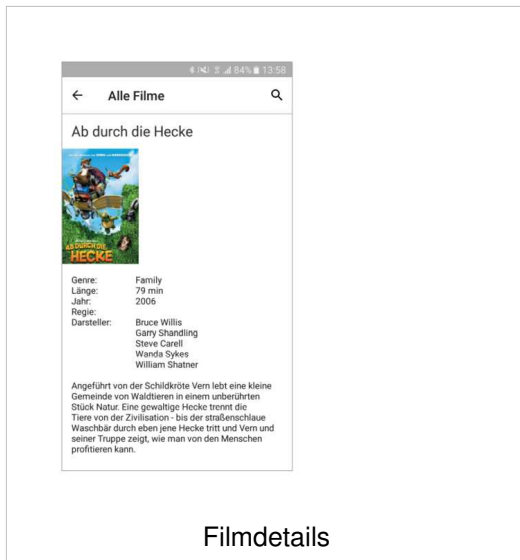 84% 13:58
Alle Filme
Ab durch die Hecke
AB DURCH DIE
HECKE
Genre: Family
Länge: 79 min
Jahr: 2006
Regie:
Darsteller: Bruce Willis
Garry Shandling
Steve Carell
Wanda Sykes
William Shatner
Angeführt von der Schildkröte Vern lebt eine kleine
Gemeinde von Waldtieren in einem unberührten
Stück Natur. Eine gewaltige Hecke trennt die
Tiere von der Zivilisation - bis der straßenschlaue
Waschbär durch eben jene Hecke tritt und Vern und
seiner Truppe zeigt, wie man von den Menschen
profitieren kann.
Filmdetails